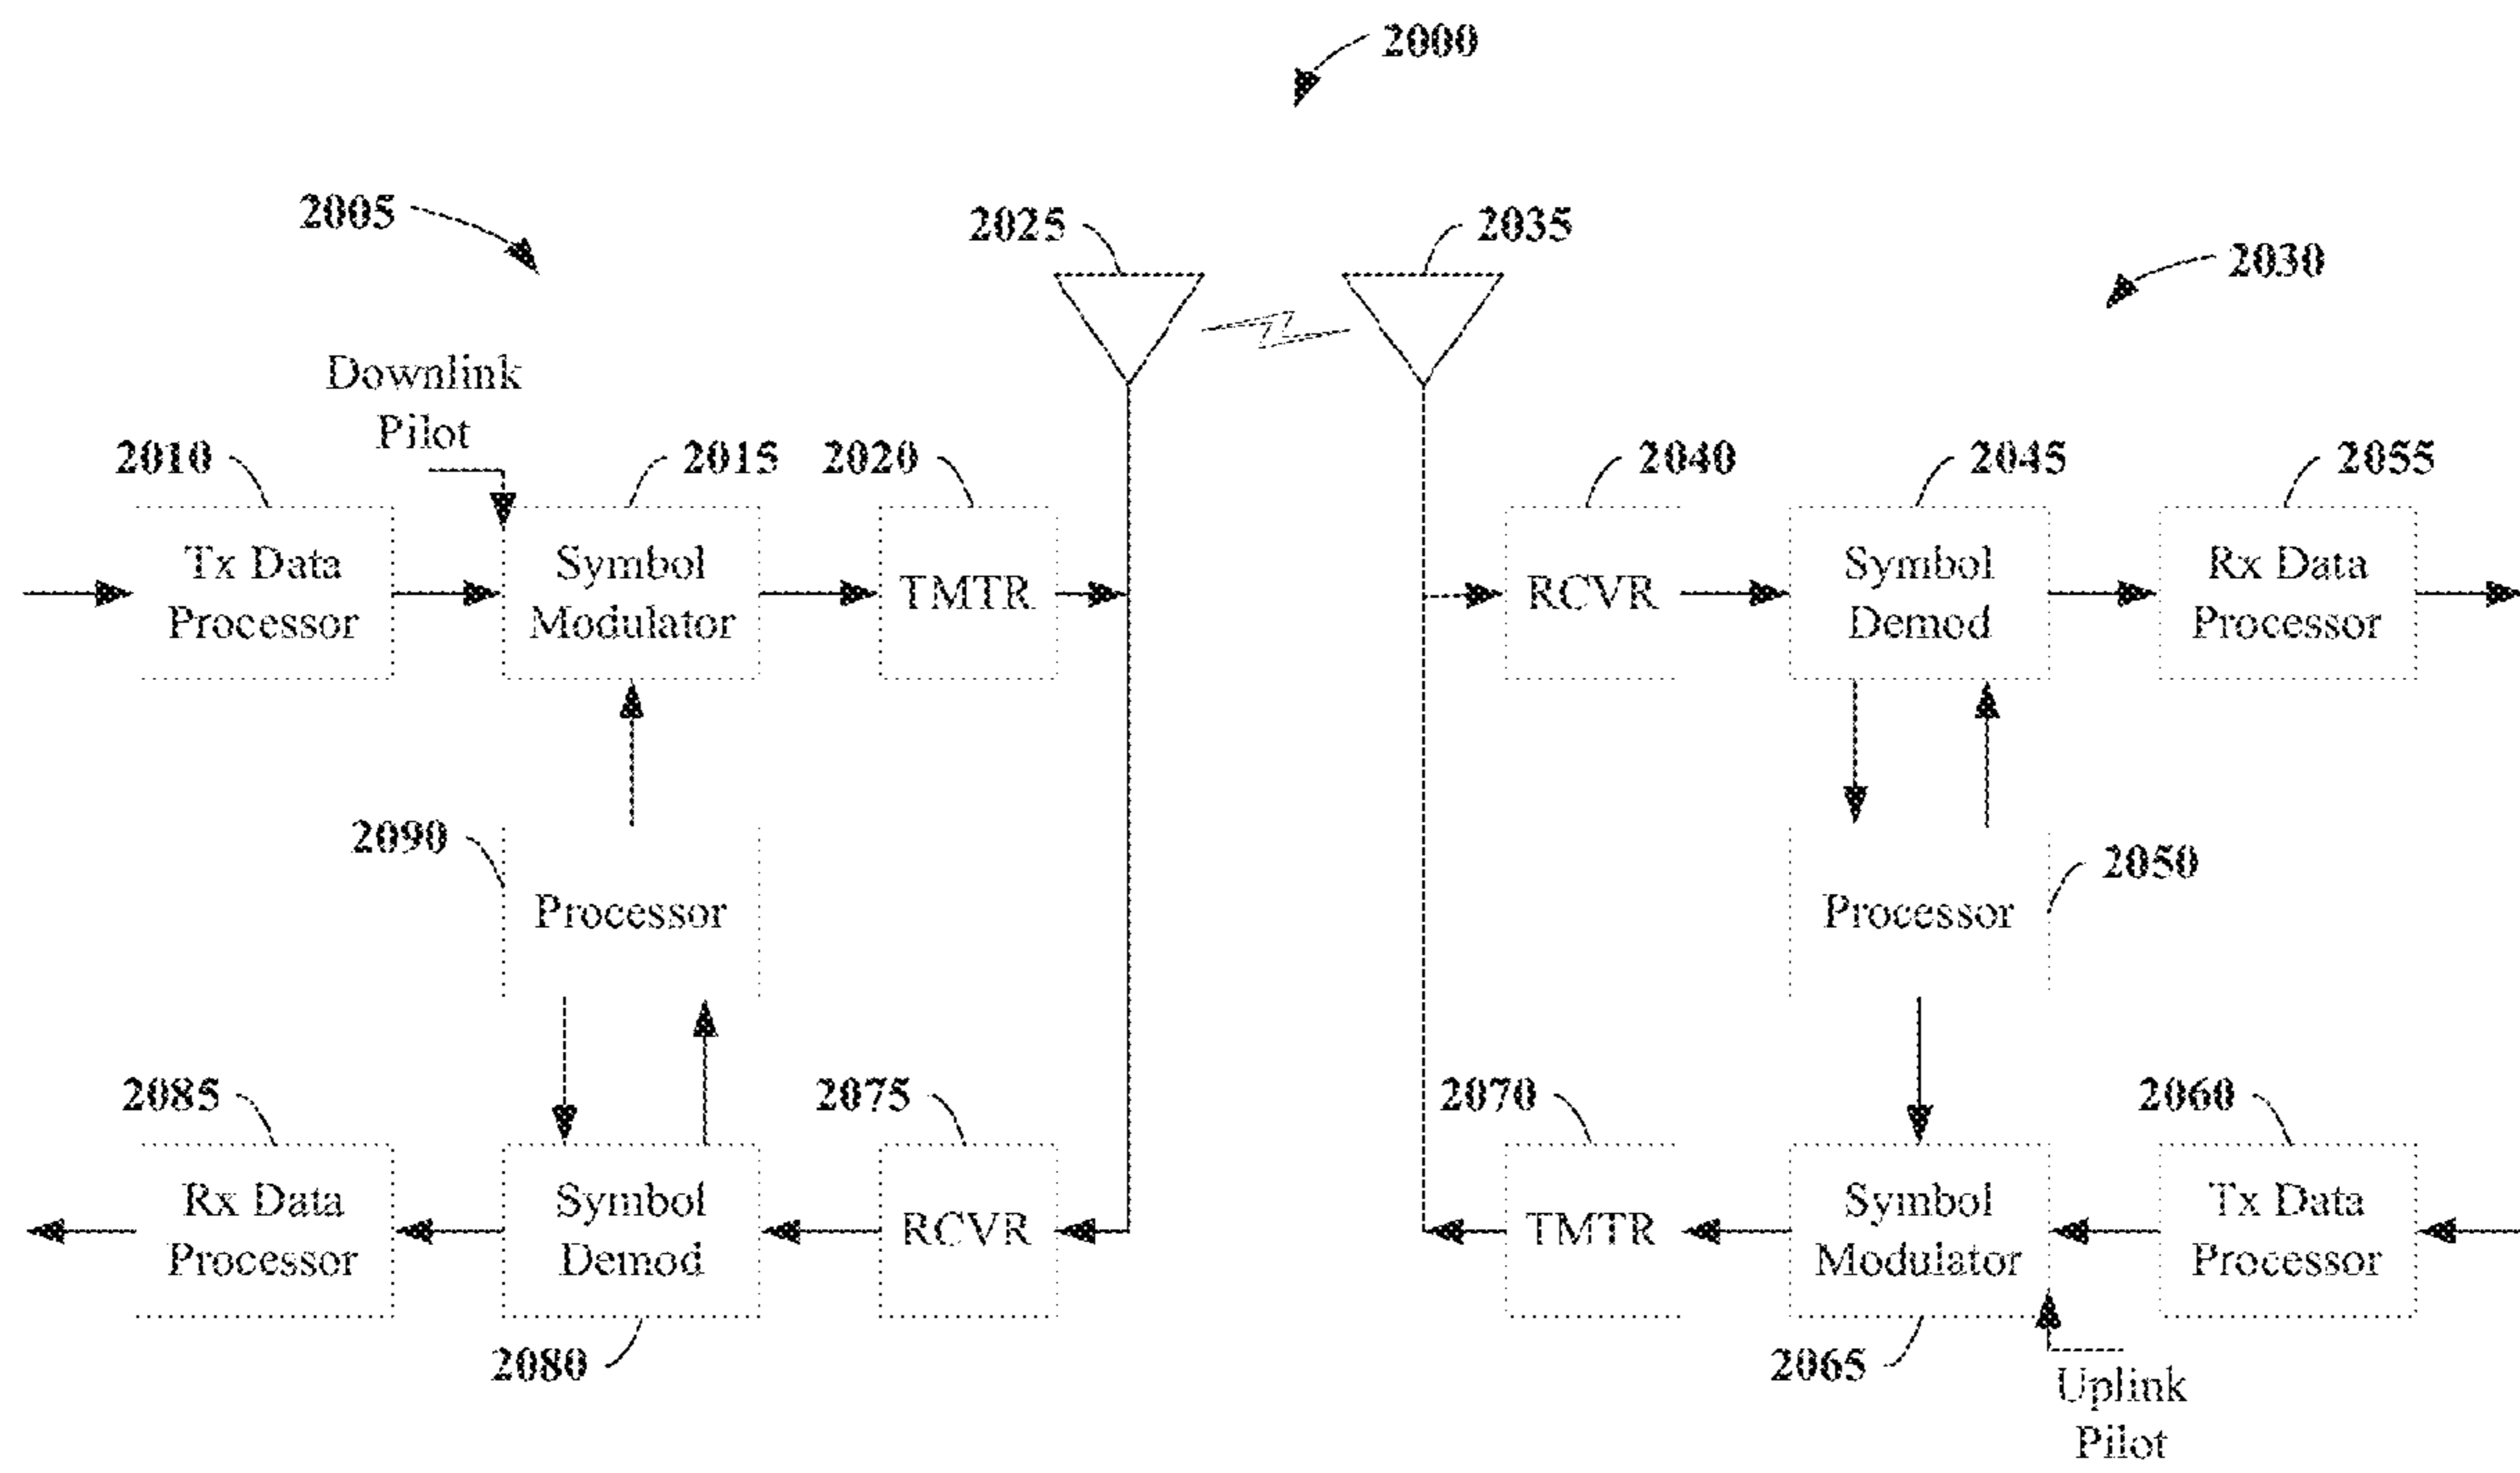 2000
2005
2025
2035
2030
Downlink
Pilot
2010
2015
2020
2040
2045
2055
Tx Data
Processor
Symbol
Modulator
TMTR
RCVR
Symbol
Demod
Rx Data
Processor
2090
Processor
Processor
2050
2085
2075
2070
2060
Rx Data
Processor
Symbol
Demod
RCVR
TMTR
Symbol
Modulator
Tx Data
Processor
2080
2065
Uplink
Pilot